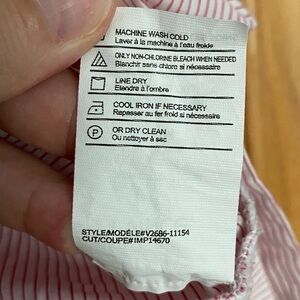 MACHINE WASH COLD
Laver à la machine à l'eau froide
ONLY NON-CHLORINE BLEACH WHEN NEEDED
Blanchir sans chlore si nécessaire
LINE DRY
Etendre à l'ombre
COOL IRON IF NECESSARY
Repasser au fer froid si nécessaire
P
OR DRY CLEAN
Ou nettoyer à sec
STYLE/MODÈLE#V2686-11154
CUT/COUPE#IMP14670